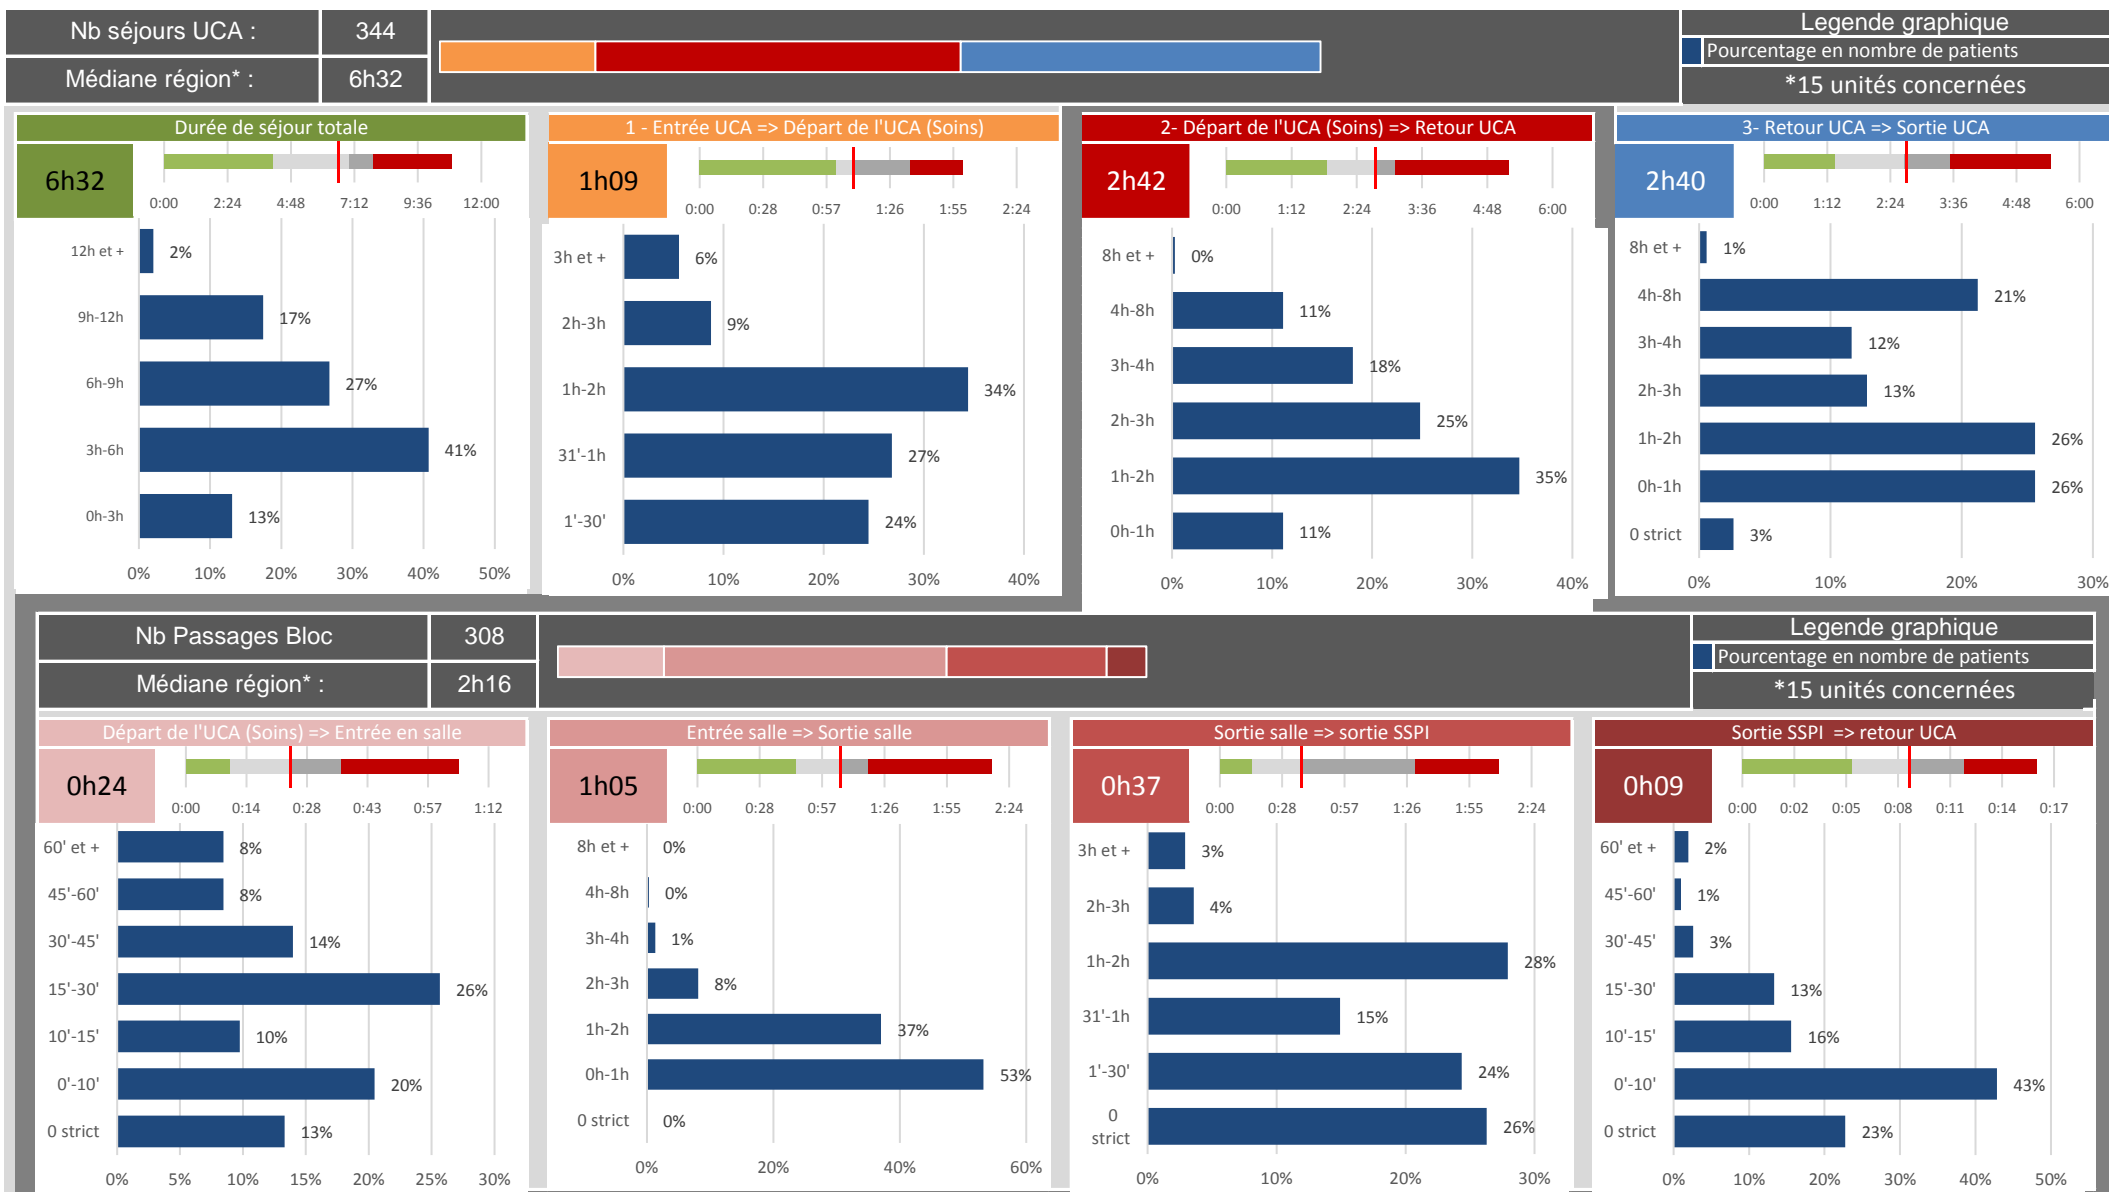 Nb séjours UCA : 344
Médiane région* : 6h32
Legende graphique
Pourcentage en nombre de patients
*15 unités concernées
Durée de séjour totale
6h32
0:00 2:24 4:48 7:12 9:36 12:00
12h et + 2%
9h-12h 17%
6h-9h 27%
3h-6h 41%
0h-3h 13%
0% 10% 20% 30% 40% 50%
1 - Entrée UCA => Départ de l'UCA (Soins)
1h09
0:00 0:28 0:57 1:26 1:55 2:24
3h et + 6%
2h-3h 9%
1h-2h 34%
31'-1h 27%
1'-30' 24%
0% 10% 20% 30% 40%
2- Départ de l'UCA (Soins) => Retour UCA
2h42
0:00 1:12 2:24 3:36 4:48 6:00
8h et + 0%
4h-8h 11%
3h-4h 18%
2h-3h 25%
1h-2h 35%
0h-1h 11%
0% 10% 20% 30% 40%
3- Retour UCA => Sortie UCA
2h40
0:00 1:12 2:24 3:36 4:48 6:00
8h et + 1%
4h-8h 21%
3h-4h 12%
2h-3h 13%
1h-2h 26%
0h-1h 26%
0 strict 3%
0% 10% 20% 30%
Nb Passages Bloc 308
Médiane région* : 2h16
Legende graphique
Pourcentage en nombre de patients
*15 unités concernées
Départ de l'UCA (Soins) => Entrée en salle
0h24
0:00 0:14 0:28 0:43 0:57 1:12
60' et + 8%
45'-60' 8%
30'-45' 14%
15'-30' 26%
10'-15' 10%
0'-10' 20%
0 strict 13%
0% 5% 10% 15% 20% 25% 30%
Entrée salle => Sortie salle
1h05
0:00 0:28 0:57 1:26 1:55 2:24
8h et + 0%
4h-8h 0%
3h-4h 1%
2h-3h 8%
1h-2h 37%
0h-1h 53%
0 strict 0%
0% 20% 40% 60%
Sortie salle => sortie SSPI
0h37
0:00 0:28 0:57 1:26 1:55 2:24
3h et + 3%
2h-3h 4%
1h-2h 28%
31'-1h 15%
1'-30' 24%
0
strict 26%
0% 10% 20% 30%
Sortie SSPI => retour UCA
0h09
0:00 0:02 0:05 0:08 0:11 0:14 0:17
60' et + 2%
45'-60' 1%
30'-45' 3%
15'-30' 13%
10'-15' 16%
0'-10' 43%
0 strict 23%
0% 10% 20% 30% 40% 50%